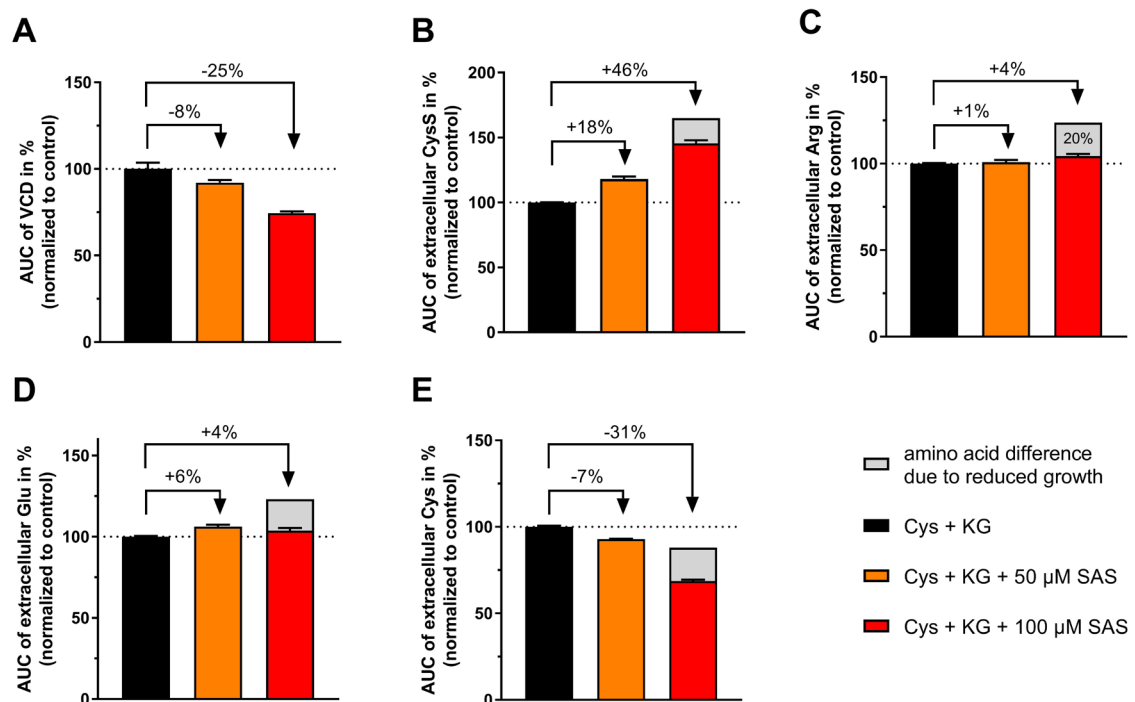 A
AUC of VCD in %
(normalized to control)
150
100
50
0
-25%
-8%
B
AUC of extracellular CysS in %
(normalized to control)
200
150
100
50
0
+46%
+18%
C
AUC of extracellular Arg in %
(normalized to control)
150
100
50
0
+4%
+1%
20%
D
AUC of extracellular Glu in %
(normalized to control)
150
100
50
0
+4%
+6%
E
AUC of extracellular Cys in %
(normalized to control)
150
100
50
0
-31%
-7%
amino acid difference
due to reduced growth
Cys + KG
Cys + KG + 50 µM SAS
Cys + KG + 100 µM SAS